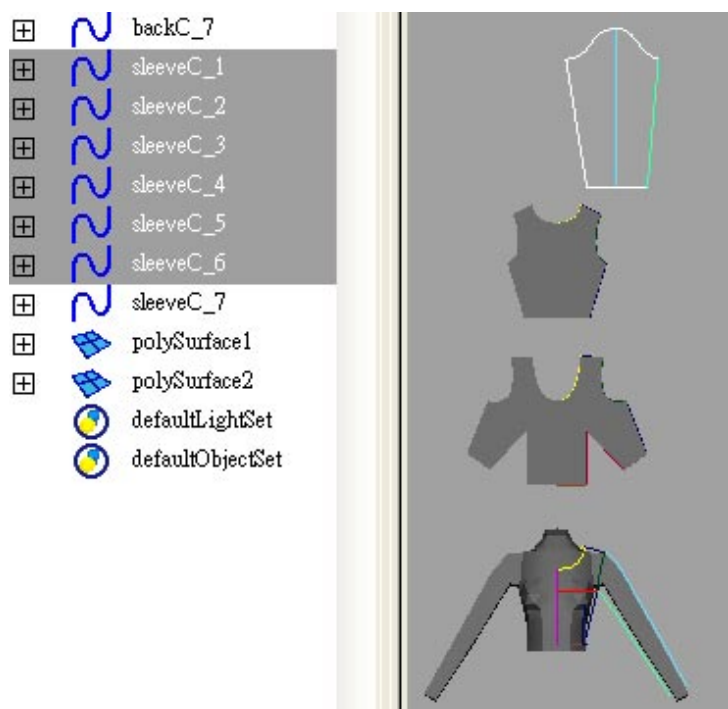 backC_7
sleeveC_1
sleeveC_2
sleeveC_3
sleeveC_4
sleeveC_5
sleeveC_6
sleeveC_7
polySurface1
polySurface2
defaultLightSet
defaultObjectSet